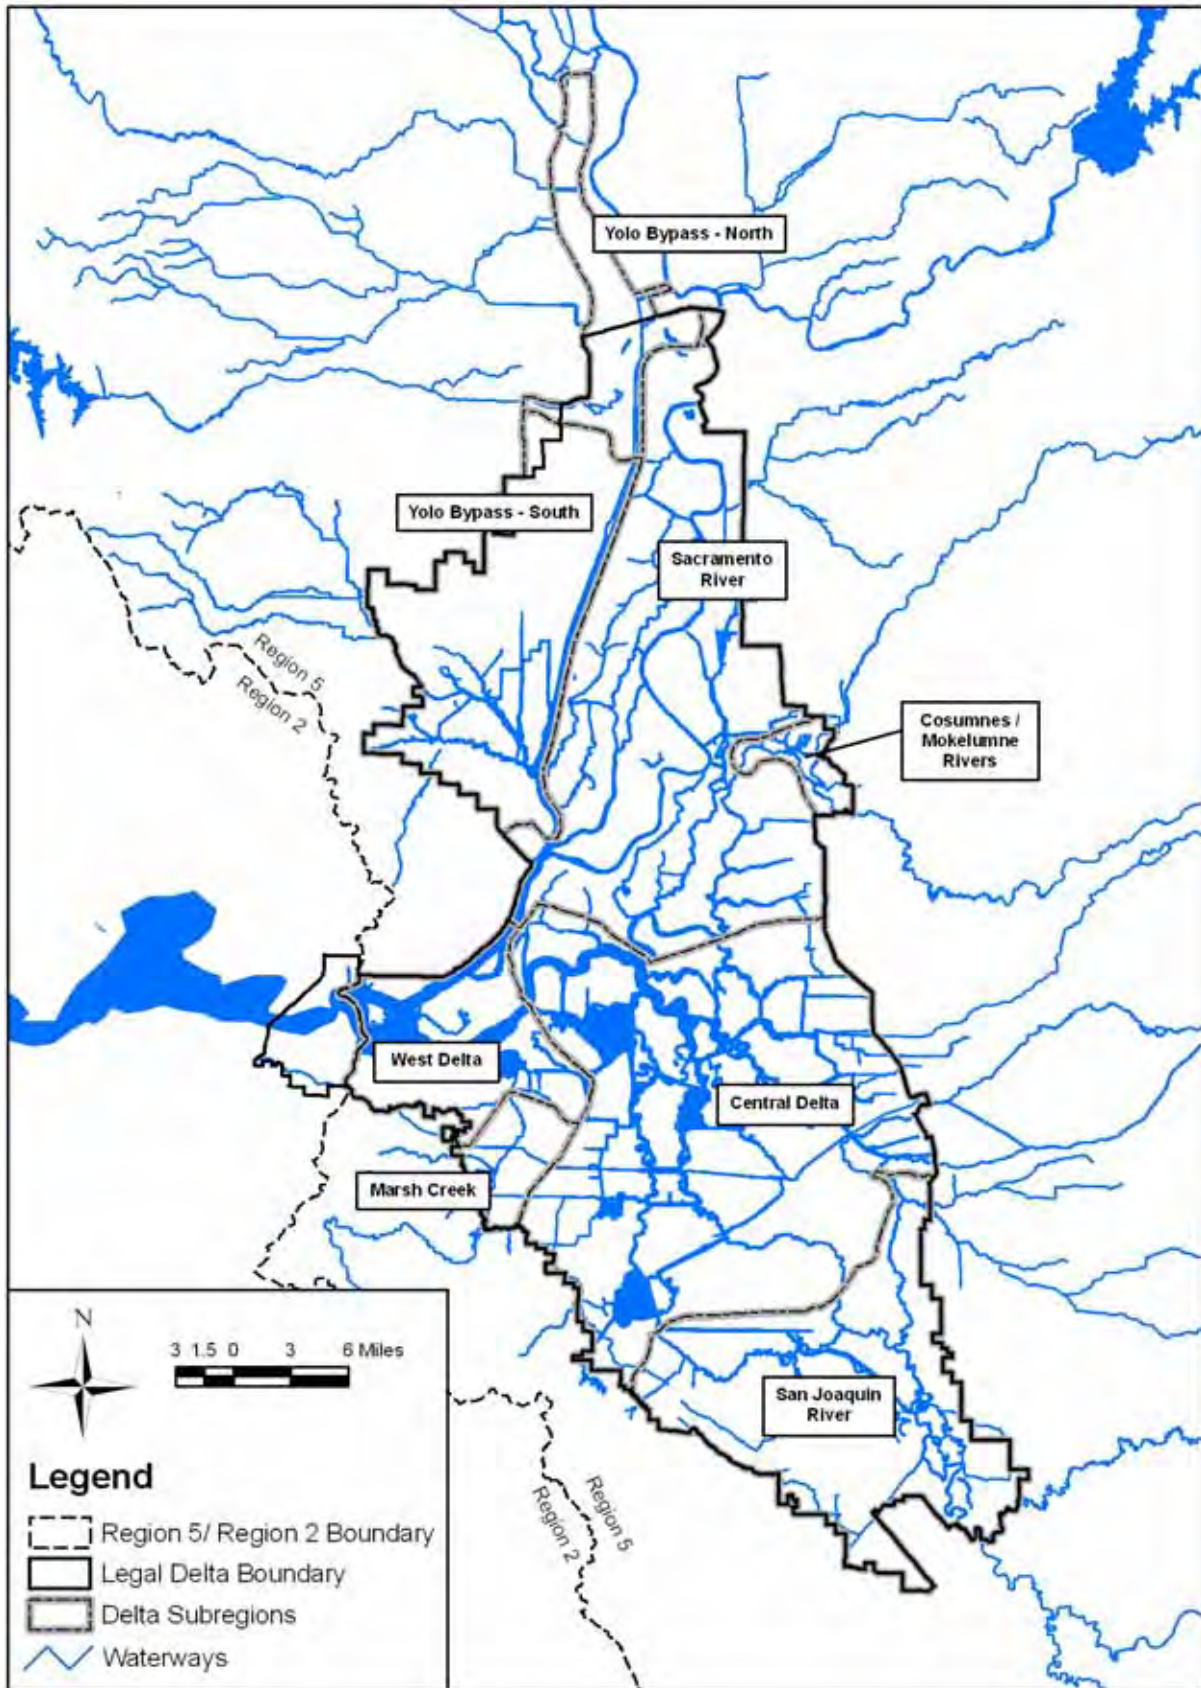 Yolo Bypass - North
Yolo Bypass - South
Sacramento
River
Region 5
Region 2
Cosumnes /
Mokelumne
Rivers
West Delta
Central Delta
Marsh Creek
San Joaquin
River
Region 5
Region 2
N
3 1.5 0 3 6 Miles
Legend
Region 5/ Region 2 Boundary
Legal Delta Boundary
Delta Subregions
Waterways